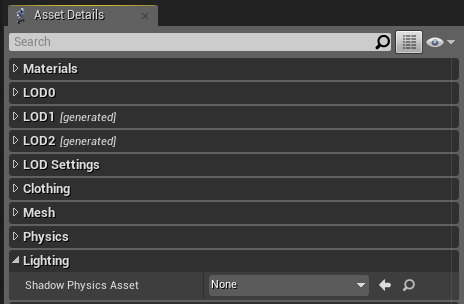 Asset Details
Search
Materials
LOD0
LOD1 [generated]
LOD2 [generated]
LOD Settings
Clothing
Mesh
Physics
Lighting
Shadow Physics Asset None